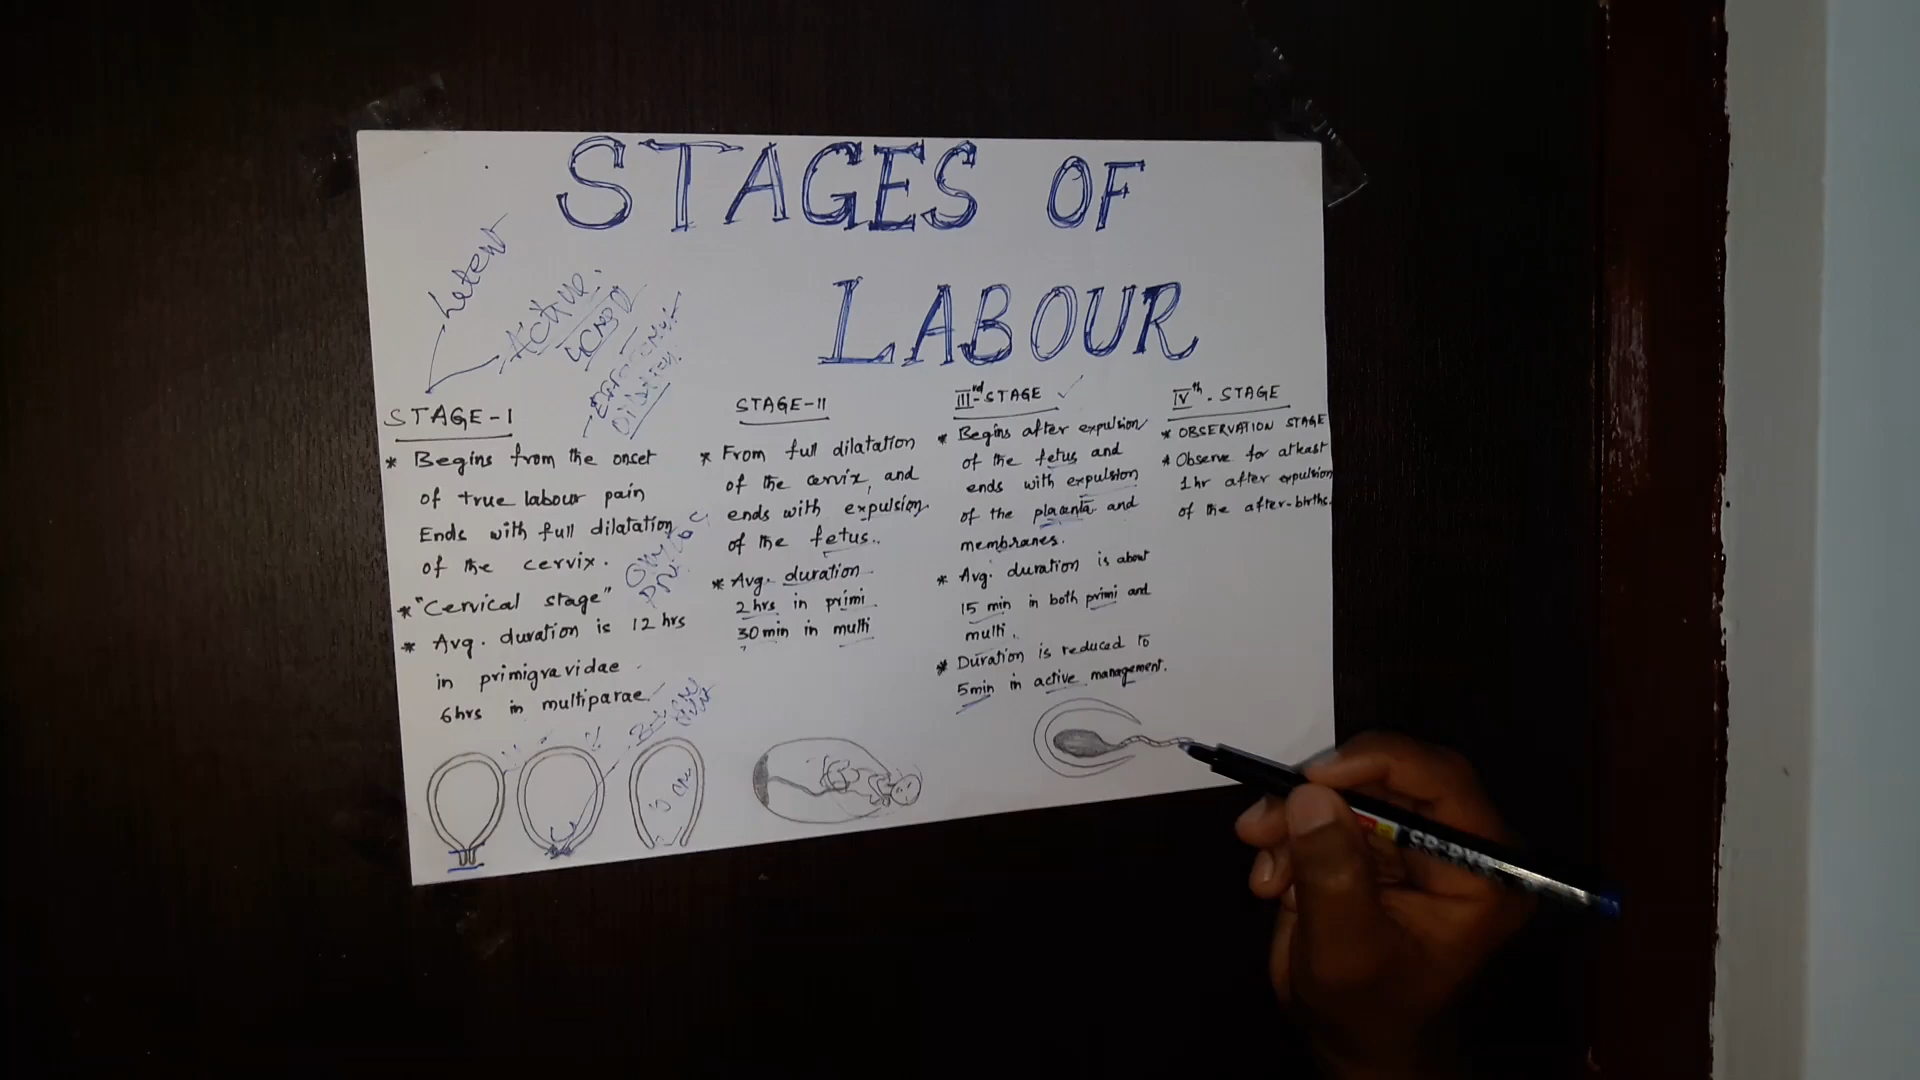 STAGES OF
LABOUR
Latent
Active.
4cm
dilation
STAGE-I
* Begins from the onset
of true labour pain
Ends with full dilatation
of the cervix.
* "Cervical stage"
* Avg. duration is 12 hrs
in primigravidae
6hrs in multiparae
10 cm
STAGE-II
* From full dilatation
of the cervix, and
ends with expulsion
of the fetus.
* Avg. duration
2 hrs in primi
30 min in multi
IIIrd-STAGE
* Begins after expulsion
of the fetus and
ends with expulsion
of the placenta and
membranes.
* Avg. duration is about
15 min in both primi and
multi.
* Duration is reduced to
5min in active management.
IVth-STAGE
* OBSERVATION STAGE
* Observe for atleast
1hr after expulsion
of the after-births.